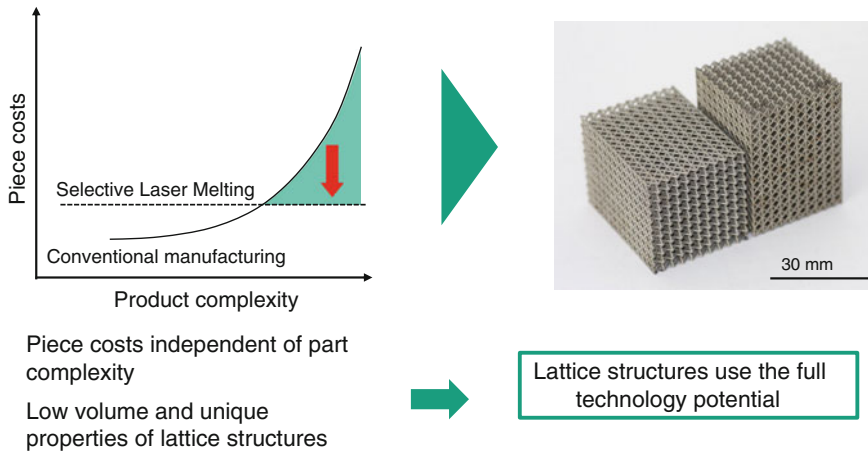 Piece costs
Selective Laser Melting
Conventional manufacturing
Product complexity
30 mm
Piece costs independent of part
complexity
Low volume and unique
properties of lattice structures
Lattice structures use the full
technology potential